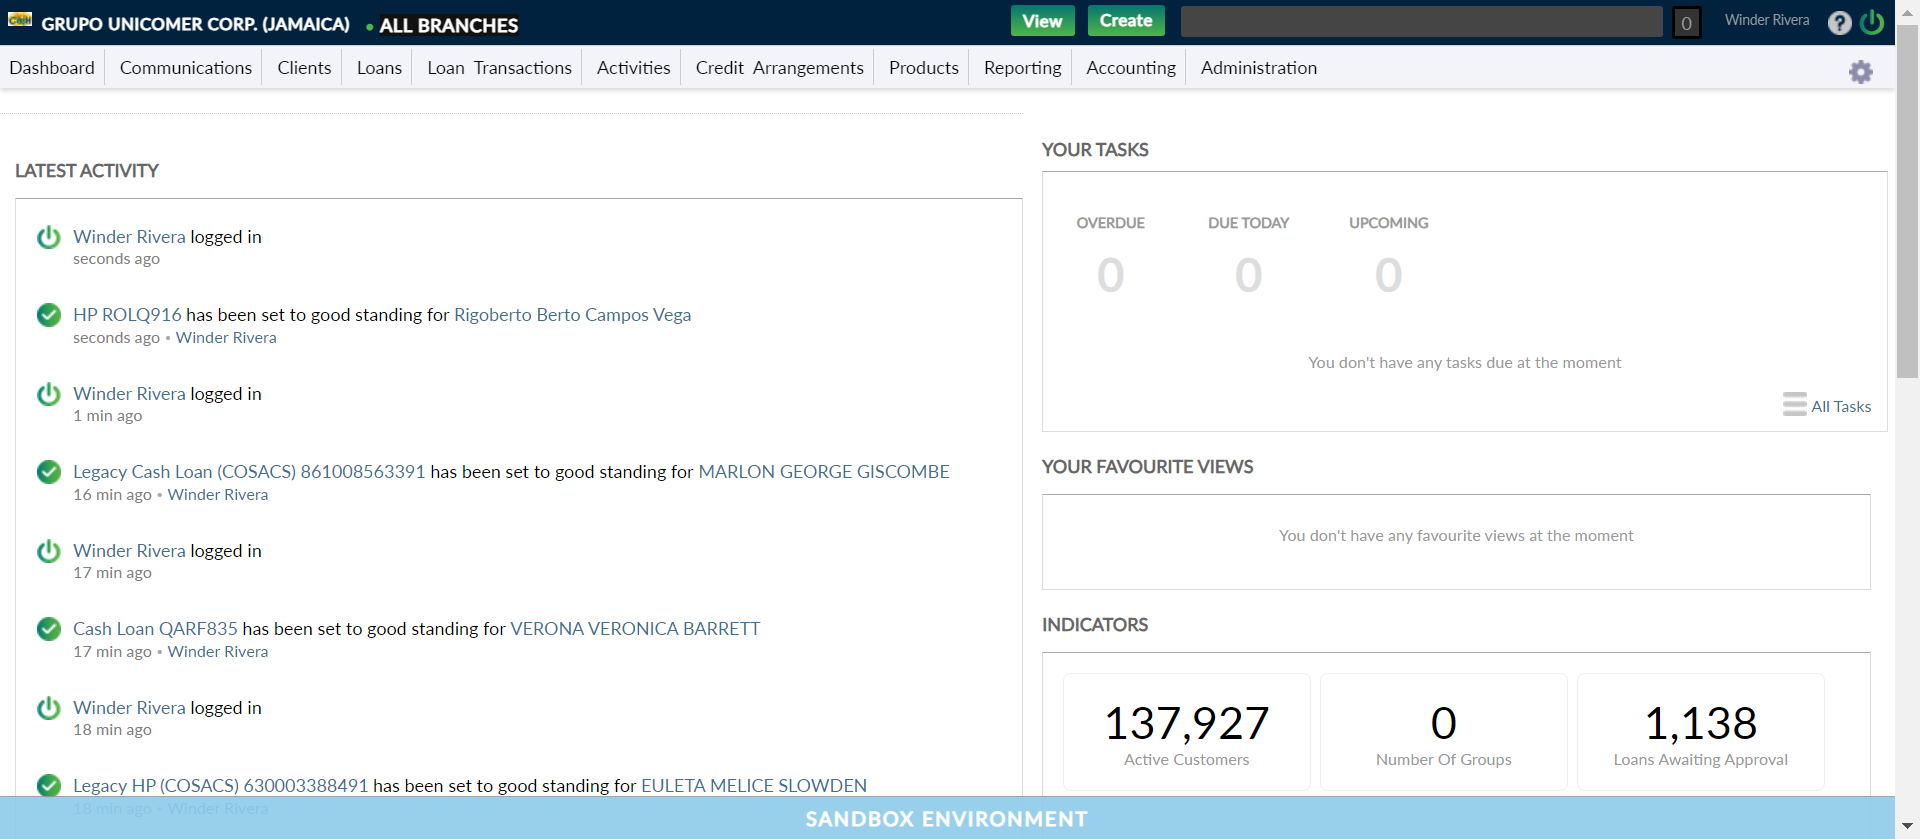 GRUPO UNICOMER CORP. (JAMAICA) • ALL BRANCHES View Create 0 Winder Rivera ?
Dashboard Communications Clients Loans Loan Transactions Activities Credit Arrangements Products Reporting Accounting Administration
LATEST ACTIVITY
Winder Rivera logged in
seconds ago
HP ROLQ916 has been set to good standing for Rigoberto Berto Campos Vega
seconds ago • Winder Rivera
Winder Rivera logged in
1 min ago
Legacy Cash Loan (COSACS) 861008563391 has been set to good standing for MARLON GEORGE GISCOMBE
16 min ago • Winder Rivera
Winder Rivera logged in
17 min ago
Cash Loan QARF835 has been set to good standing for VERONA VERONICA BARRETT
17 min ago • Winder Rivera
Winder Rivera logged in
18 min ago
Legacy HP (COSACS) 630003388491 has been set to good standing for EULETA MELICE SLOWDEN
18 min ago • Winder Rivera
YOUR TASKS
OVERDUE DUE TODAY UPCOMING
0 0 0
You don't have any tasks due at the moment
All Tasks
YOUR FAVOURITE VIEWS
You don't have any favourite views at the moment
INDICATORS
137,927 0 1,138
Active Customers Number Of Groups Loans Awaiting Approval
SANDBOX ENVIRONMENT